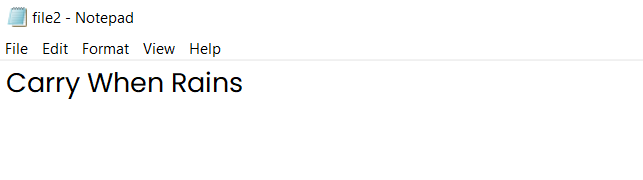 file2 - Notepad
File Edit Format View Help
Carry When Rains